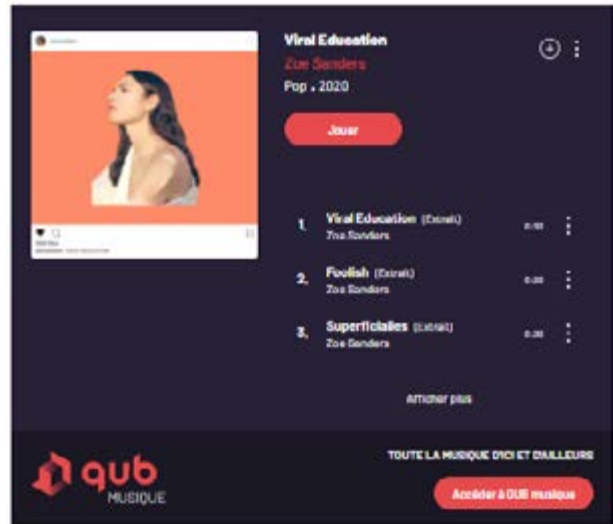 Viral Education
Zoe Sanders
Pop • 2020
Jouer
1. Viral Education (Extrait)
Zoe Sanders
2. Foolish (Extrait)
Zoe Sanders
3. Superficialies (Extrait)
Zoe Sanders
Afficher plus
qub
MUSIQUE
TOUTE LA MUSIQUE D'ICI ET D'AILLEURS
Accéder à QUB musique